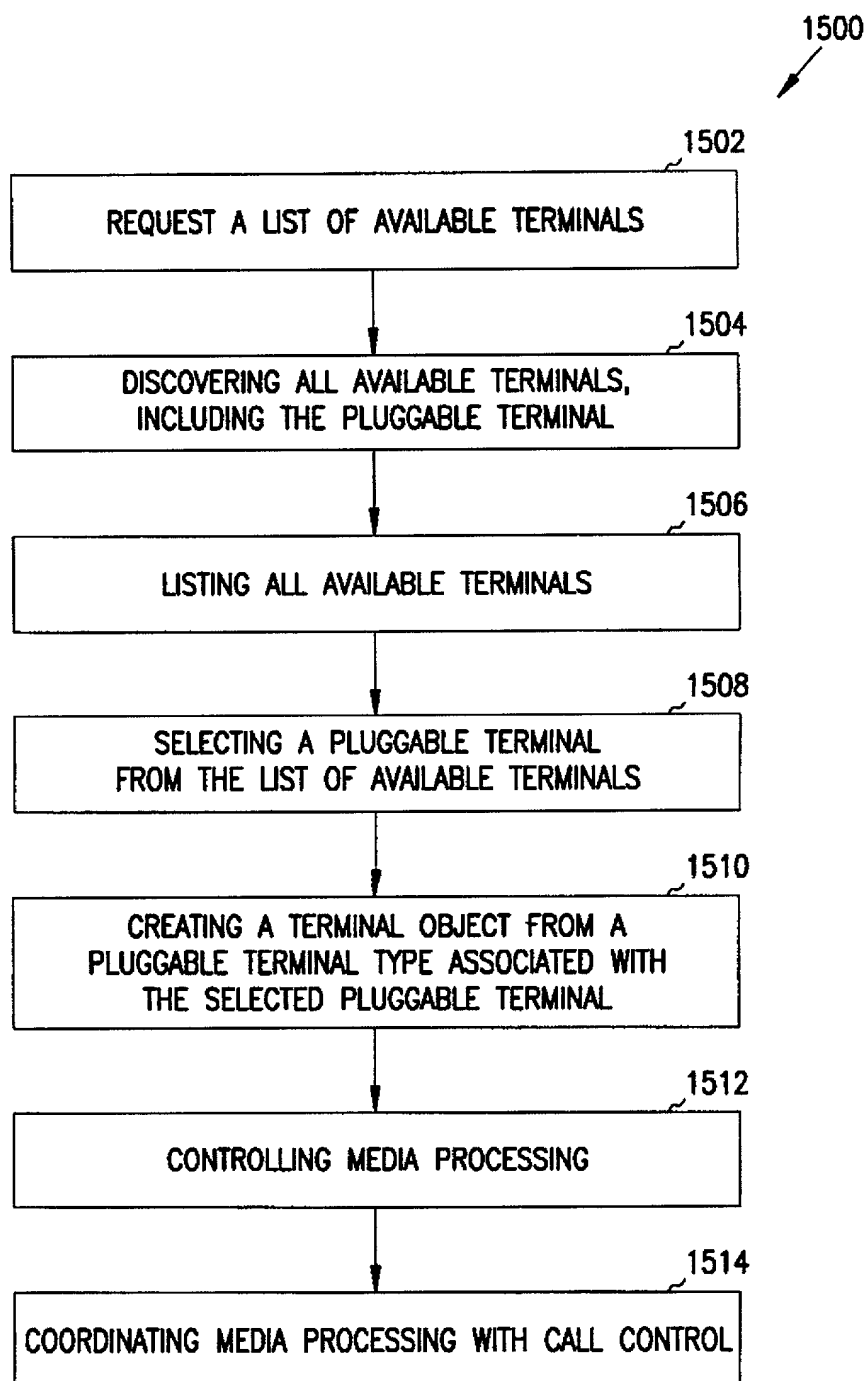 1500
1502
REQUEST A LIST OF AVAILABLE TERMINALS
1504
DISCOVERING ALL AVAILABLE TERMINALS,
INCLUDING THE PLUGGABLE TERMINAL
1506
LISTING ALL AVAILABLE TERMINALS
1508
SELECTING A PLUGGABLE TERMINAL
FROM THE LIST OF AVAILABLE TERMINALS
1510
CREATING A TERMINAL OBJECT FROM A
PLUGGABLE TERMINAL TYPE ASSOCIATED WITH
THE SELECTED PLUGGABLE TERMINAL
1512
CONTROLLING MEDIA PROCESSING
1514
COORDINATING MEDIA PROCESSING WITH CALL CONTROL